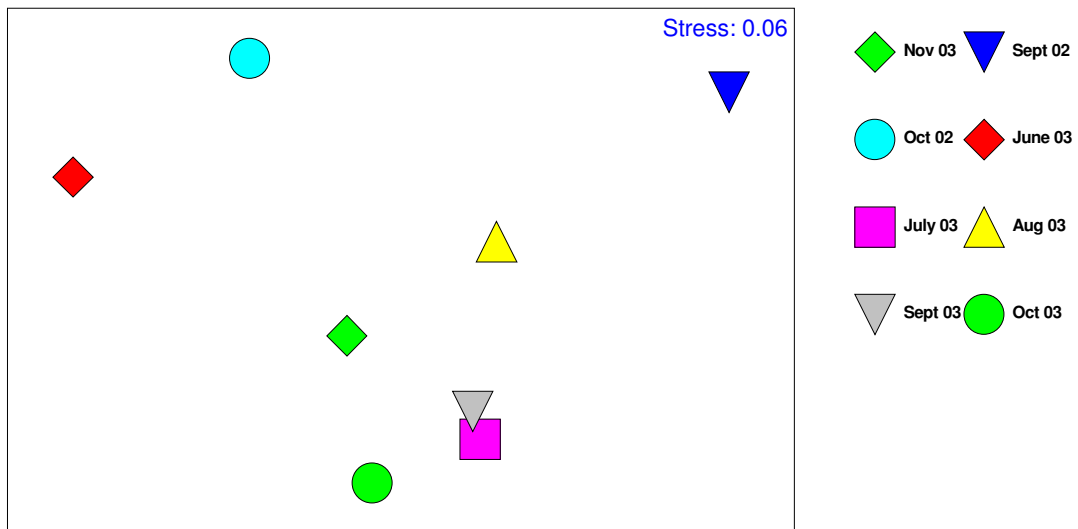 Stress: 0.06
Nov 03 Sept 02
Oct 02 June 03
July 03 Aug 03
Sept 03 Oct 03